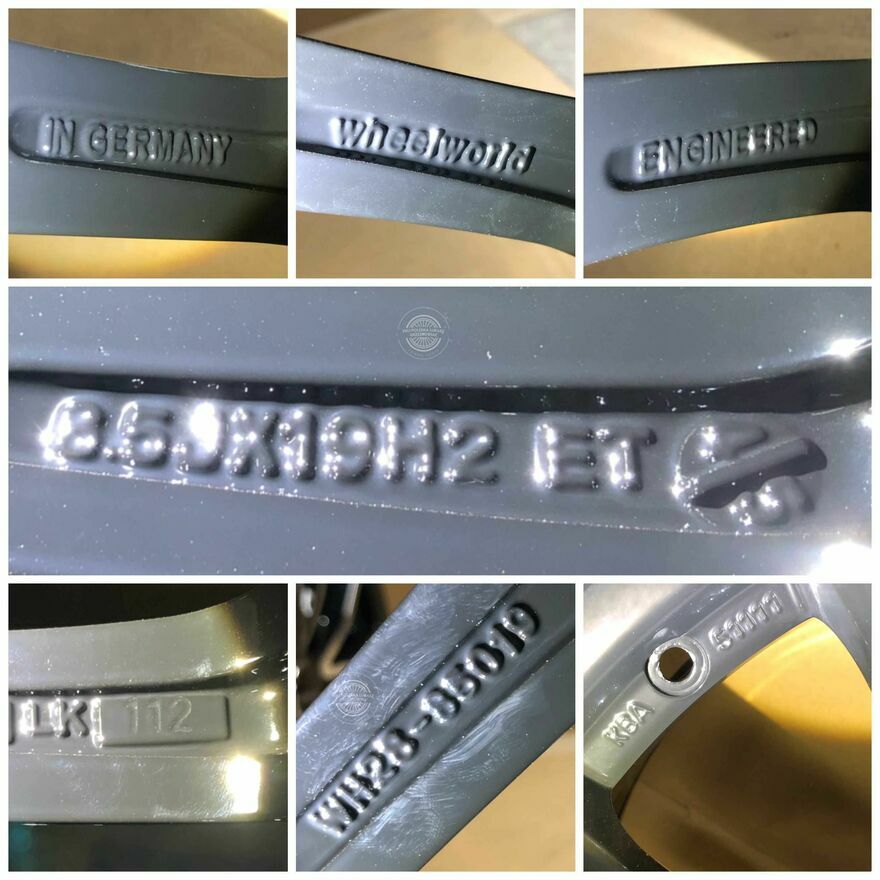 IN GERMANY
wheelworld
ENGINEERED
8.5JX19H2 ET
LK 112
WH28-85019
KBA